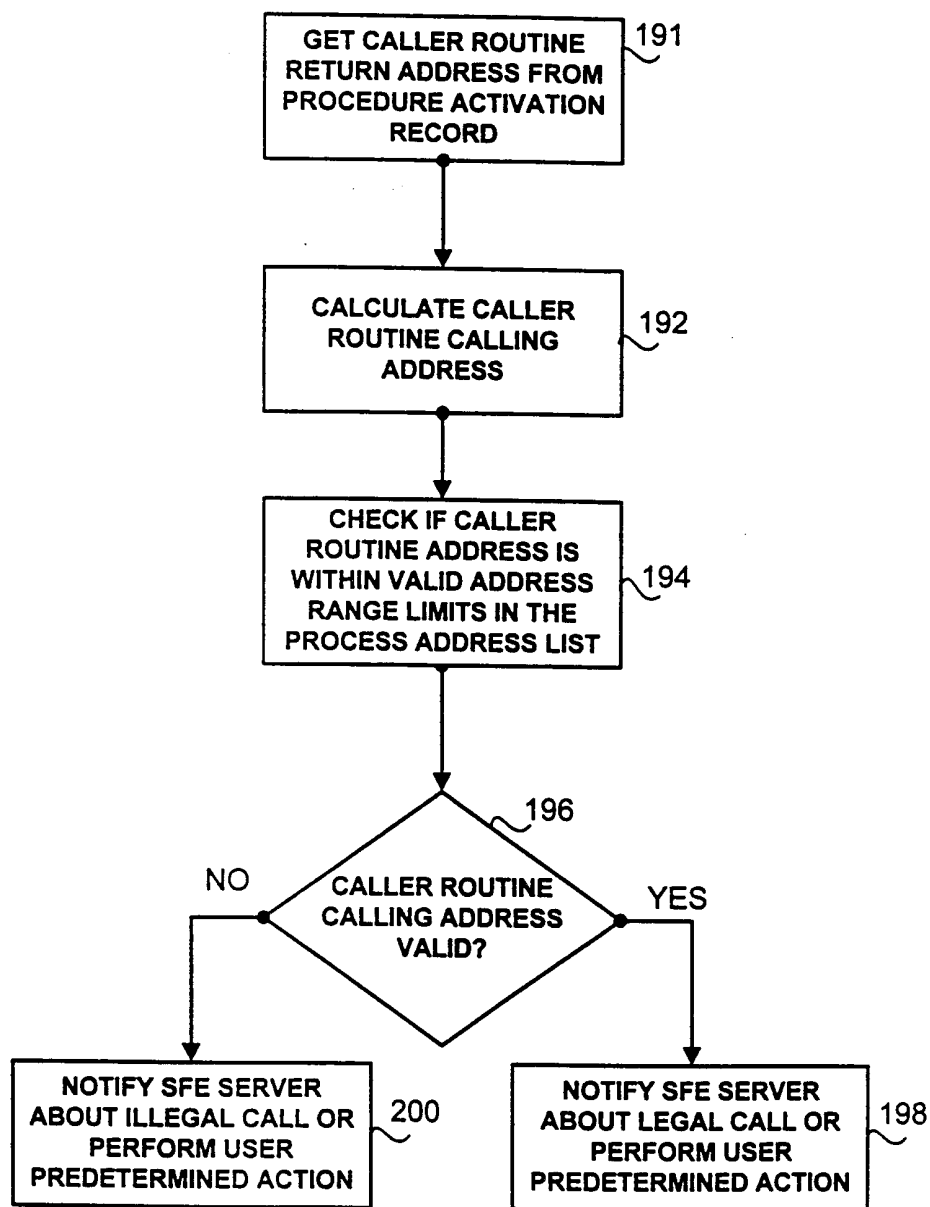 GET CALLER ROUTINE
RETURN ADDRESS FROM
PROCEDURE ACTIVATION
RECORD
191
CALCULATE CALLER
ROUTINE CALLING
ADDRESS
192
CHECK IF CALLER
ROUTINE ADDRESS IS
WITHIN VALID ADDRESS
RANGE LIMITS IN THE
PROCESS ADDRESS LIST
194
196
CALLER ROUTINE
CALLING ADDRESS
VALID?
NO
YES
NOTIFY SFE SERVER
ABOUT ILLEGAL CALL OR
PERFORM USER
PREDETERMINED ACTION
200
NOTIFY SFE SERVER
ABOUT LEGAL CALL OR
PERFORM USER
PREDETERMINED ACTION
198